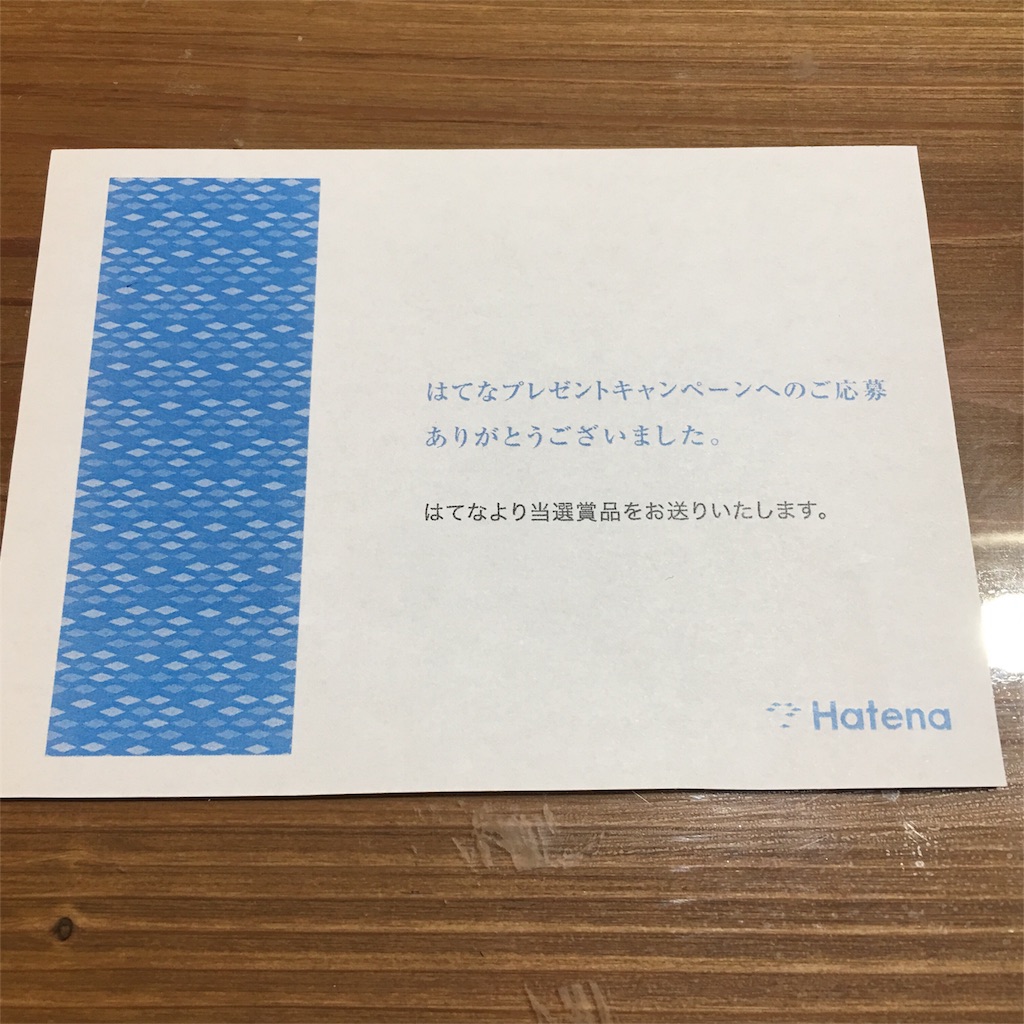 はてなプレゼントキャンペーンへのご応募
ありがとうございました。
はてなより当選賞品をお送りいたします。
Hatena